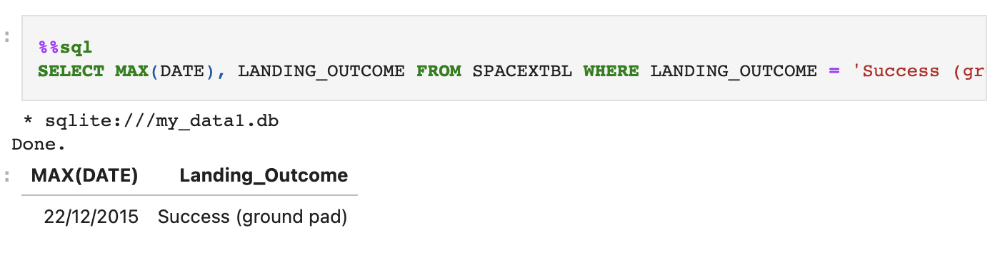 %%sql
SELECT MAX(DATE), LANDING_OUTCOME FROM SPACEXTBL WHERE LANDING_OUTCOME = 'Success (gr
* sqlite:///my_data1.db
Done.
MAX(DATE) Landing_Outcome
22/12/2015 Success (ground pad)